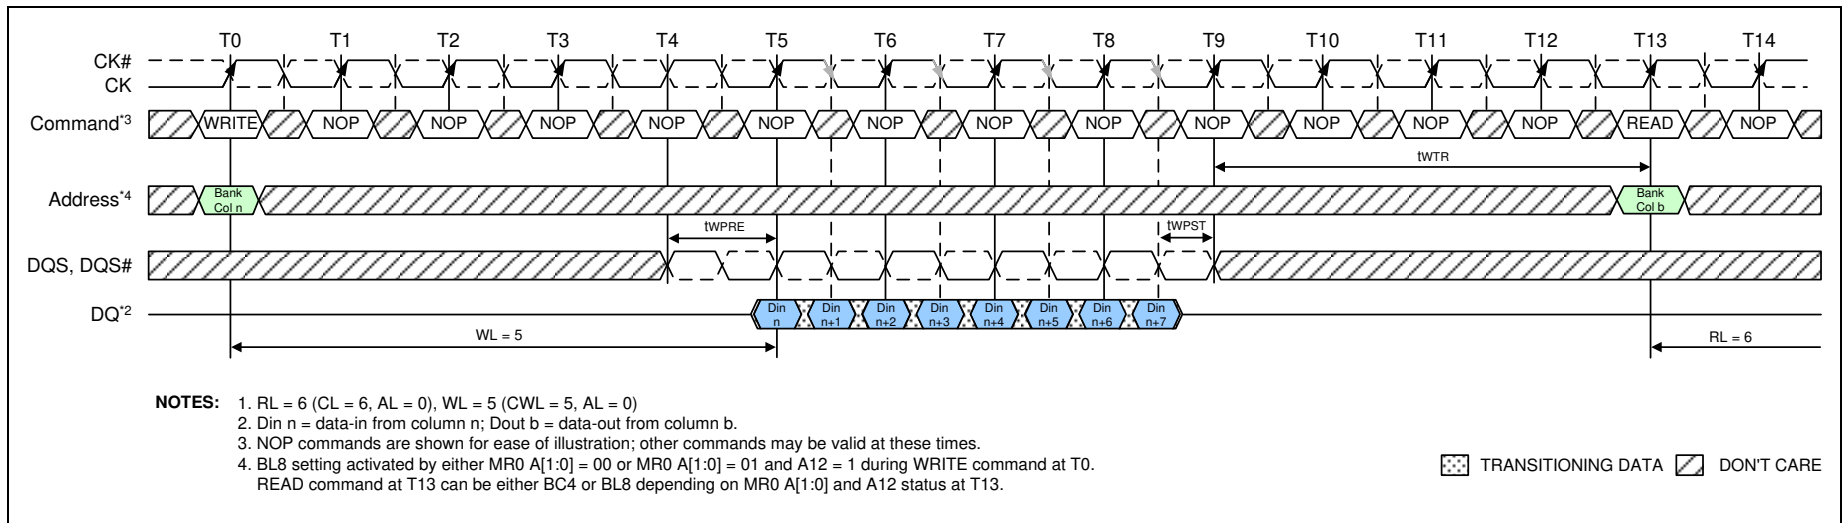 T0 T1 T2 T3 T4 T5 T6 T7 T8 T9 T10 T11 T12 T13 T14
CK#
CK
Command*3 WRITE NOP NOP NOP NOP NOP NOP NOP NOP NOP NOP NOP NOP READ NOP
tWTR
Address*4 Bank Col n Bank Col b
tWPRE tWPST
DQS, DQS#
DQ*2 Din n Din n+1 Din n+2 Din n+3 Din n+4 Din n+5 Din n+6 Din n+7
WL = 5 RL = 6
NOTES: 1. RL = 6 (CL = 6, AL = 0), WL = 5 (CWL = 5, AL = 0)
2. Din n = data-in from column n; Dout b = data-out from column b.
3. NOP commands are shown for ease of illustration; other commands may be valid at these times.
4. BL8 setting activated by either MR0 A[1:0] = 00 or MR0 A[1:0] = 01 and A12 = 1 during WRITE command at T0.
READ command at T13 can be either BC4 or BL8 depending on MR0 A[1:0] and A12 status at T13.
TRANSITIONING DATA DON'T CARE